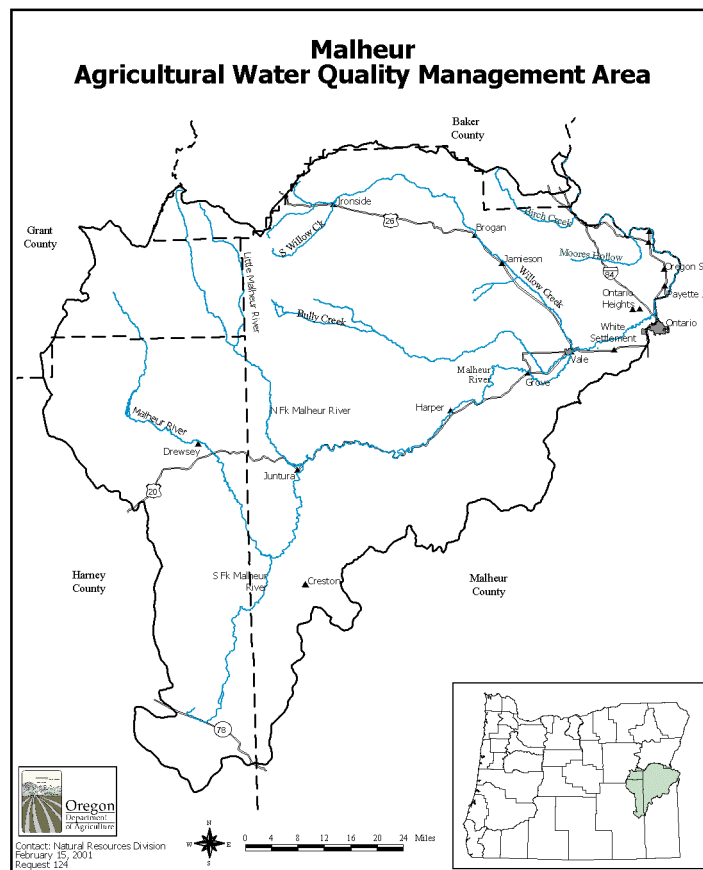 Malheur
Agricultural Water Quality Management Area
Baker
County
Grant
County
Ironside
26
S Willow Ck
Brogan
Birch Creek
Jamieson
Moores Hollow
Willow Creek
84
Oregon S
Payette
Ontario
Heights
Ontario
White
Settlement
Little Malheur River
Bully Creek
Vale
Malheur
River
Grove
Harper
N Fk Malheur River
Malheur River
Drewsey
Juntura
20
Harney
County
S Fk Malheur
River
Creston
Malheur
County
78
Oregon
Department
of Agriculture
Contact: Natural Resources Division
February 15, 2001
Request 124
N
W E
S
0 4 8 12 16 20 24 Miles